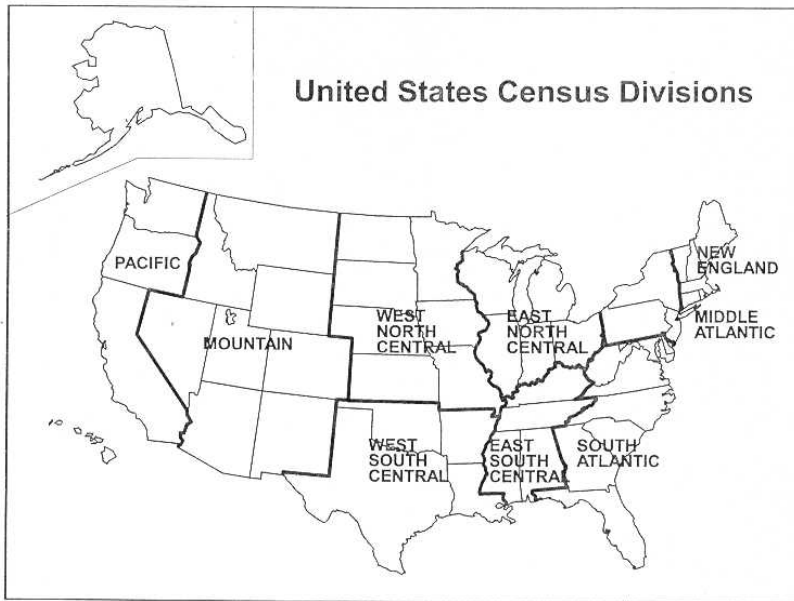 United States Census Divisions
PACIFIC
MOUNTAIN
WEST
NORTH
CENTRAL
EAST
NORTH
CENTRAL
NEW
ENGLAND
MIDDLE
ATLANTIC
WEST
SOUTH
CENTRAL
EAST
SOUTH
CENTRAL
SOUTH
ATLANTIC